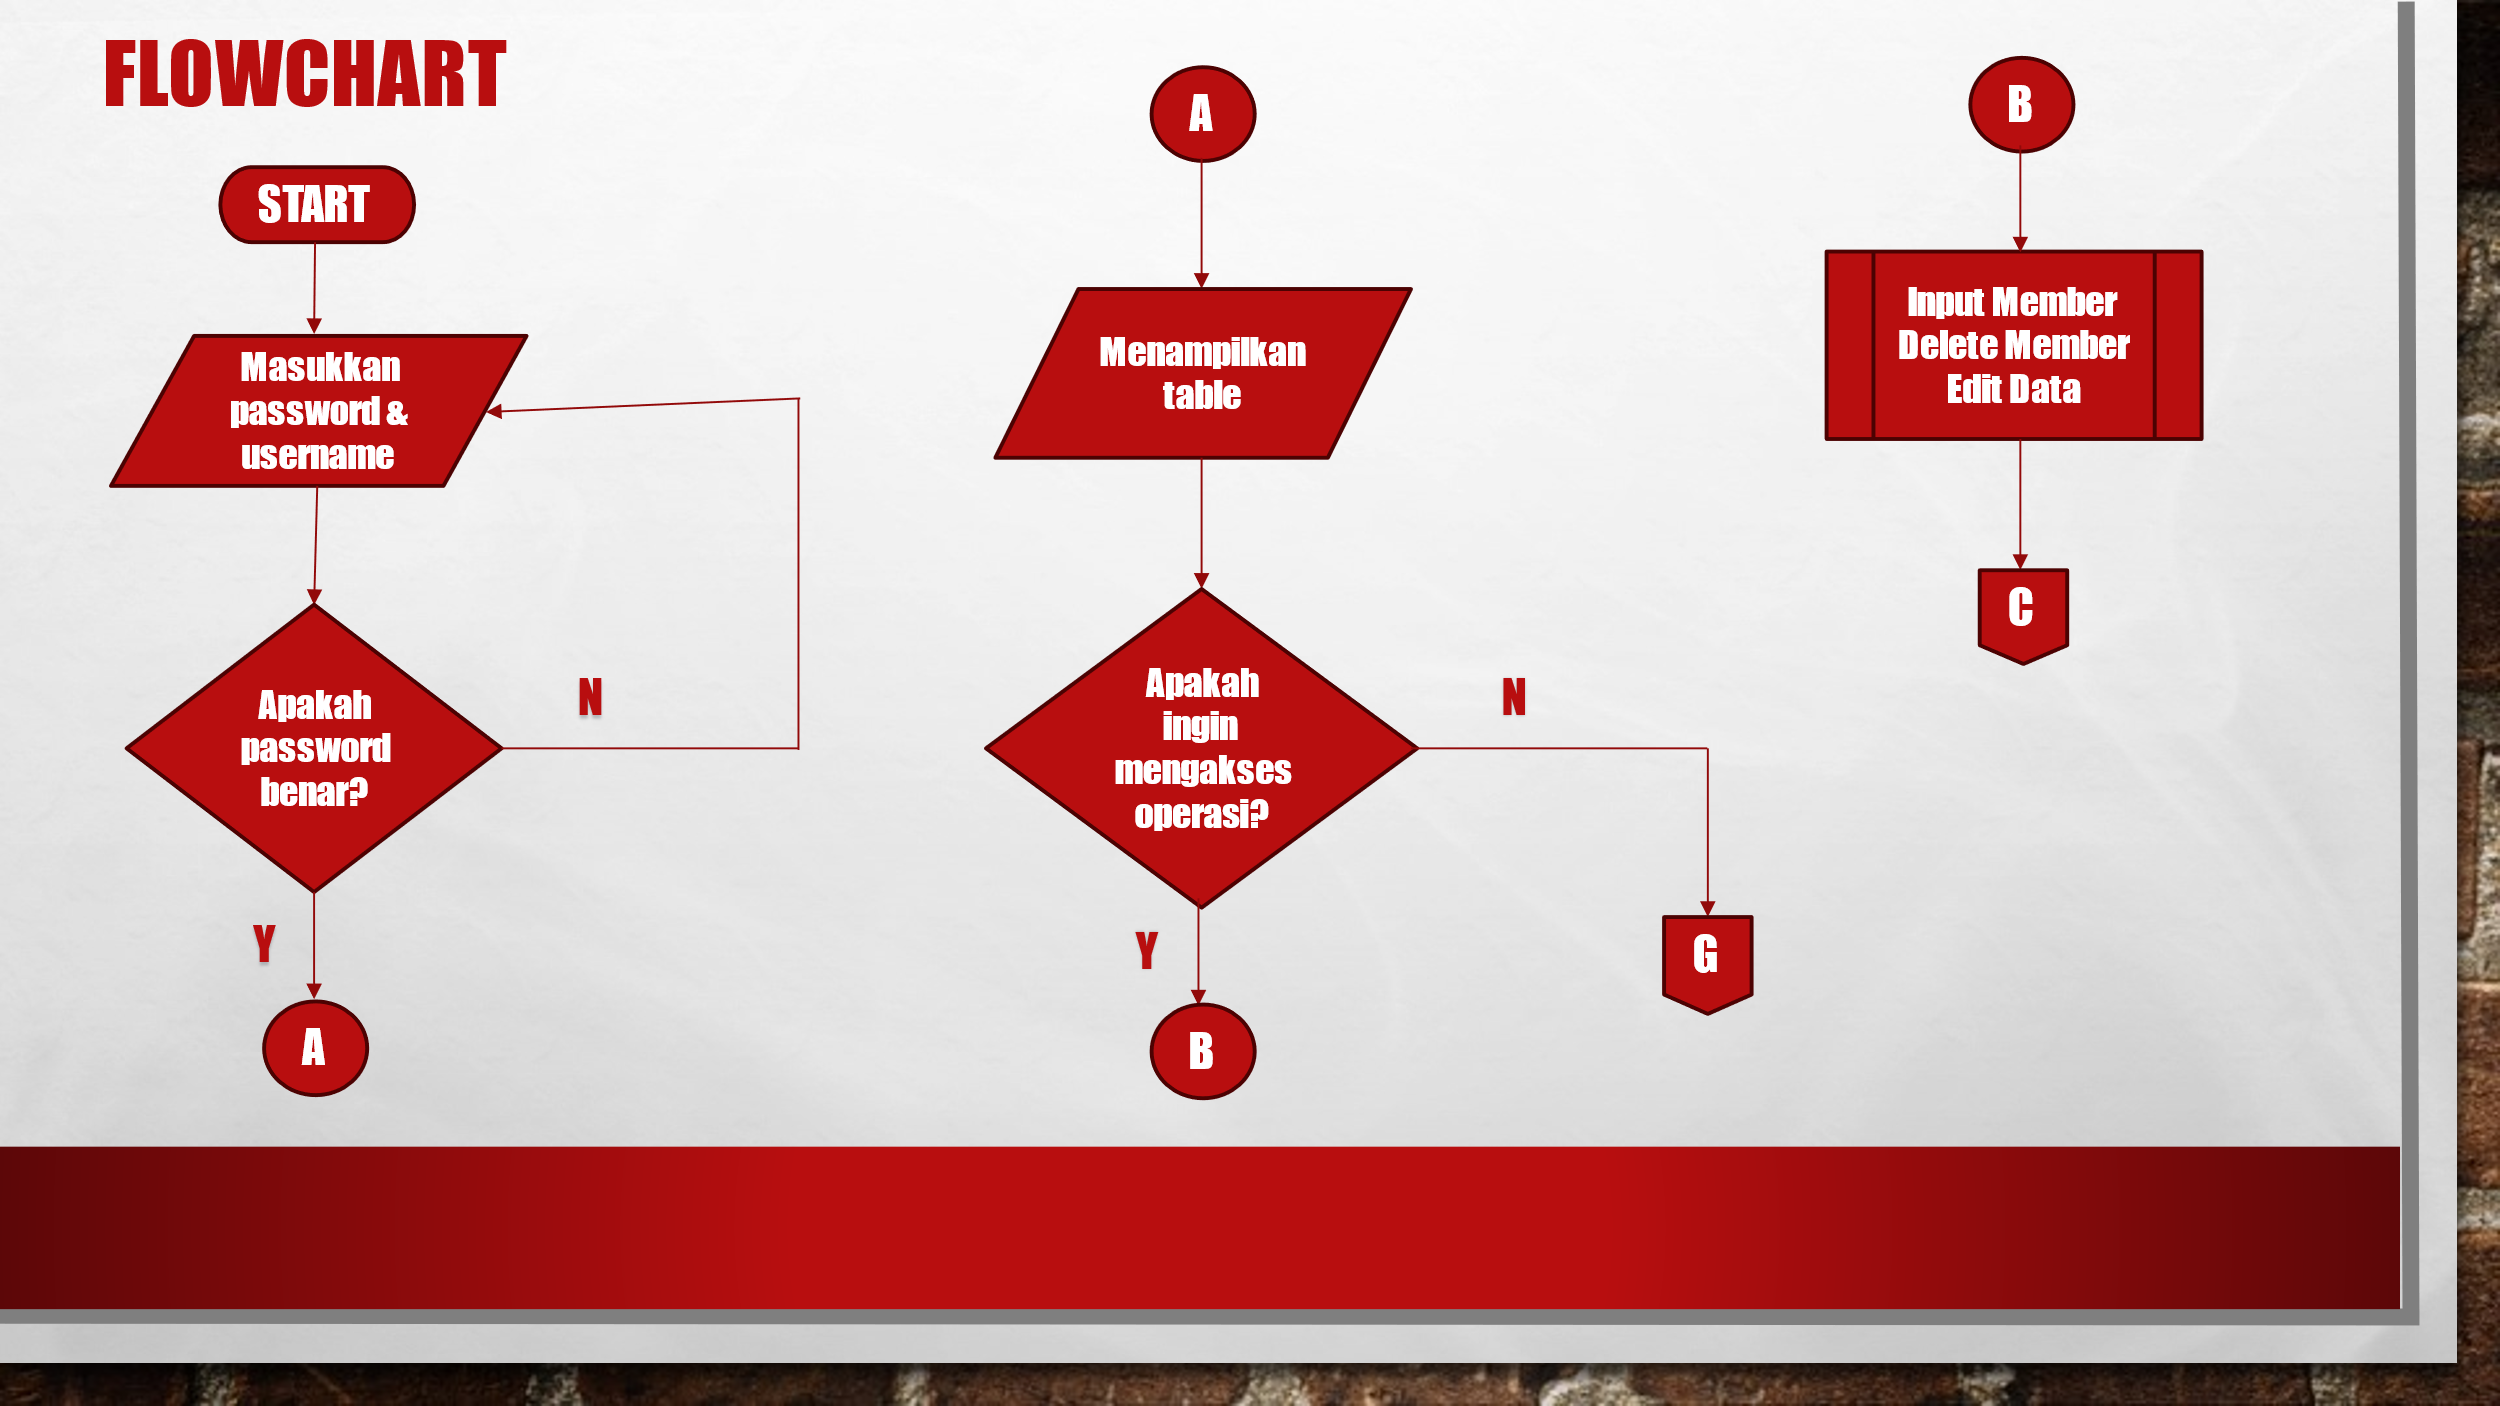 FLOWCHART
START
Masukkan
password &
username
Apakah
password
benar?
N
Y
A
A
Menampilkan
table
Apakah
ingin
mengakses
operasi?
N
Y
B
G
B
Input Member
Delete Member
Edit Data
C